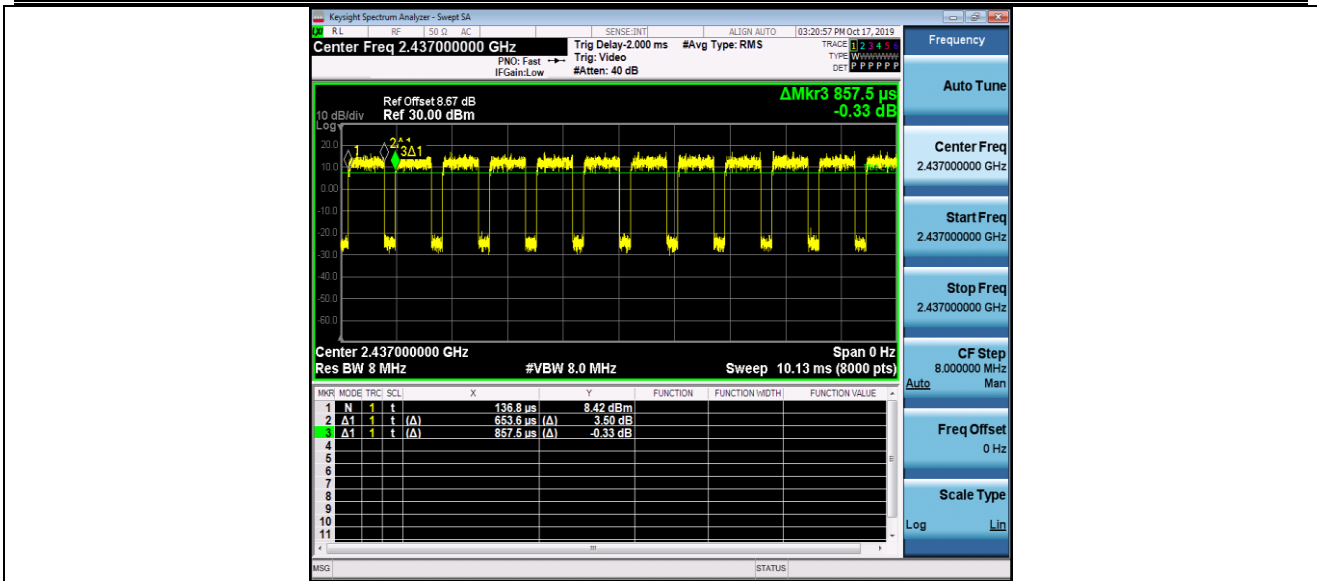 Keysight Spectrum Analyzer - Swept SA
RL RF 50 Ω AC SENSE:INT ALIGN AUTO 03:20:57 PM Oct 17, 2019
Center Freq 2.437000000 GHz
PNO: Fast
IFGain:Low
Trig Delay-2.000 ms
Trig: Video
#Atten: 40 dB
#Avg Type: RMS
TRACE 1 2 3 4 5 6
TYPE W
DET P P P P P P
ΔMkr3 857.5 µs
-0.33 dB
Ref Offset 8.67 dB
10 dB/div Ref 30.00 dBm
Log
20.0
10.0
0.00
-10.0
-20.0
-30.0
-40.0
-50.0
-60.0
1
3Δ1
Center 2.437000000 GHz Span 0 Hz
Res BW 8 MHz #VBW 8.0 MHz Sweep 10.13 ms (8000 pts)
MKR MODE TRC SCL X Y FUNCTION FUNCTION WIDTH FUNCTION VALUE
1 N 1 t 136.8 µs 8.42 dBm
2 Δ1 1 t (Δ) 653.6 µs (Δ) 3.50 dB
3 Δ1 1 t (Δ) 857.5 µs (Δ) -0.33 dB
4
5
6
7
8
9
10
11
MSG STATUS
Frequency
Auto Tune
Center Freq
2.437000000 GHz
Start Freq
2.437000000 GHz
Stop Freq
2.437000000 GHz
CF Step
8.000000 MHz
Auto Man
Freq Offset
0 Hz
Scale Type
Log Lin